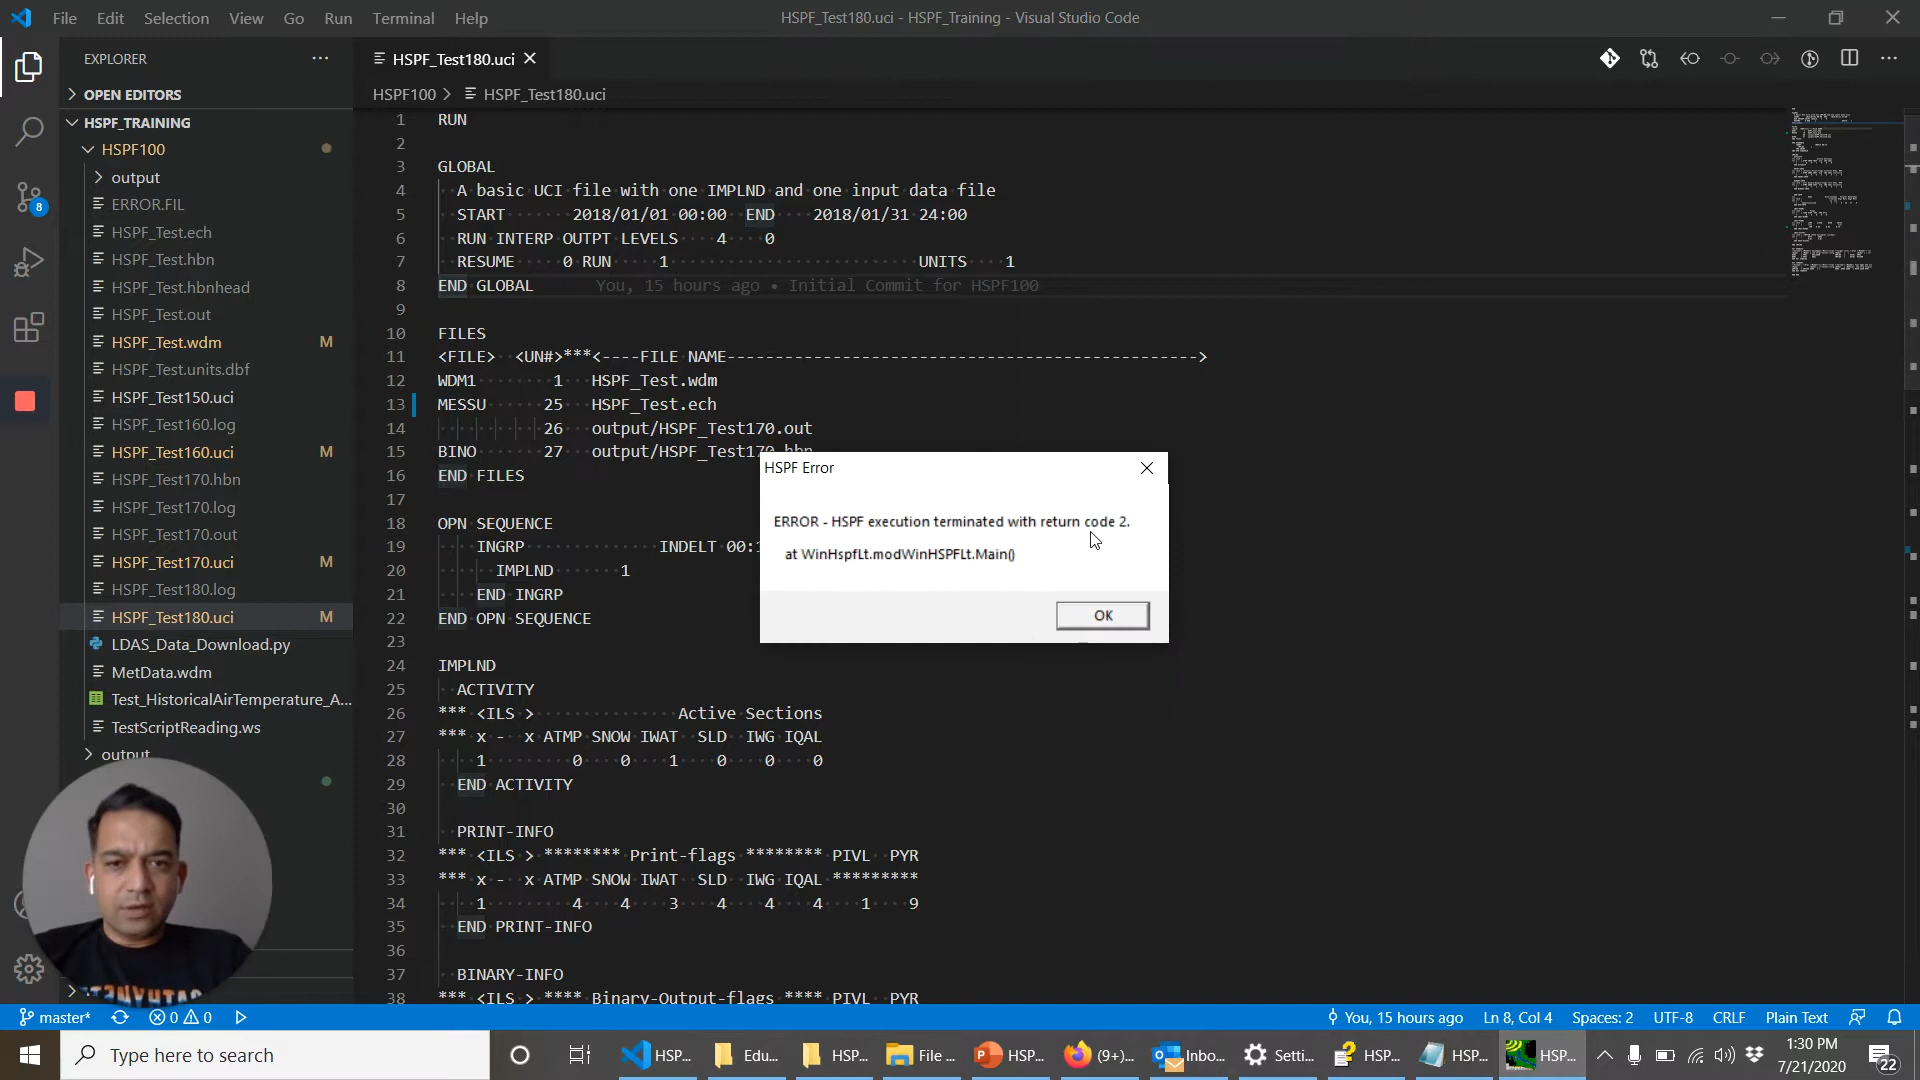 File Edit Selection View Go Run Terminal Help
HSPF_Test180.uci - HSPF_Training - Visual Studio Code
EXPLORER ···
HSPF_Test180.uci
OPEN EDITORS
HSPF100 > HSPF_Test180.uci
HSPF_TRAINING
HSPF100
output
ERROR.FIL
HSPF_Test.ech
HSPF_Test.hbn
HSPF_Test.hbnhead
HSPF_Test.out
HSPF_Test.wdm M
HSPF_Test.units.dbf
HSPF_Test150.uci
HSPF_Test160.log
HSPF_Test160.uci M
HSPF_Test170.hbn
HSPF_Test170.log
HSPF_Test170.out
HSPF_Test170.uci M
HSPF_Test180.log
HSPF_Test180.uci M
LDAS_Data_Download.py
MetData.wdm
Test_HistoricalAirTemperature_A...
TestScriptReading.ws
output
8
1 RUN
2
3 GLOBAL
4 A basic UCI file with one IMPLND and one input data file
5 START 2018/01/01 00:00 END 2018/01/31 24:00
6 RUN INTERP OUTPT LEVELS 4 0
7 RESUME 0 RUN 1 UNITS 1
8 END GLOBAL You, 15 hours ago • Initial Commit for HSPF100
9
10 FILES
11 <FILE> <UN#>***<----FILE NAME------------------------------------------------->
12 WDM1 1 HSPF_Test.wdm
13 MESSU 25 HSPF_Test.ech
14 26 output/HSPF_Test170.out
15 BINO 27 output/HSPF_Test170.hbn
16 END FILES
17
18 OPN SEQUENCE
19 INGRP INDELT 00:1
20 IMPLND 1
21 END INGRP
22 END OPN SEQUENCE
23
24 IMPLND
25 ACTIVITY
26 *** <ILS > Active Sections
27 *** x - x ATMP SNOW IWAT SLD IWG IQAL
28 1 0 0 1 0 0 0
29 END ACTIVITY
30
31 PRINT-INFO
32 *** <ILS > ******** Print-flags ******** PIVL PYR
33 *** x - x ATMP SNOW IWAT SLD IWG IQAL *********
34 1 4 4 3 4 4 4 1 9
35 END PRINT-INFO
36
37 BINARY-INFO
38 *** <ILS > **** Binary-Output-flags **** PIVL PYR
HSPF Error
ERROR - HSPF execution terminated with return code 2.
at WinHspfLt.modWinHSPFLt.Main()
OK
master* 0 0 You, 15 hours ago Ln 8, Col 4 Spaces: 2 UTF-8 CRLF Plain Text
Type here to search
HSP... Edu... HSP... File ... HSP... (9+)... Inbo... Setti... HSP... HSP... HSP...
1:30 PM
7/21/2020
22